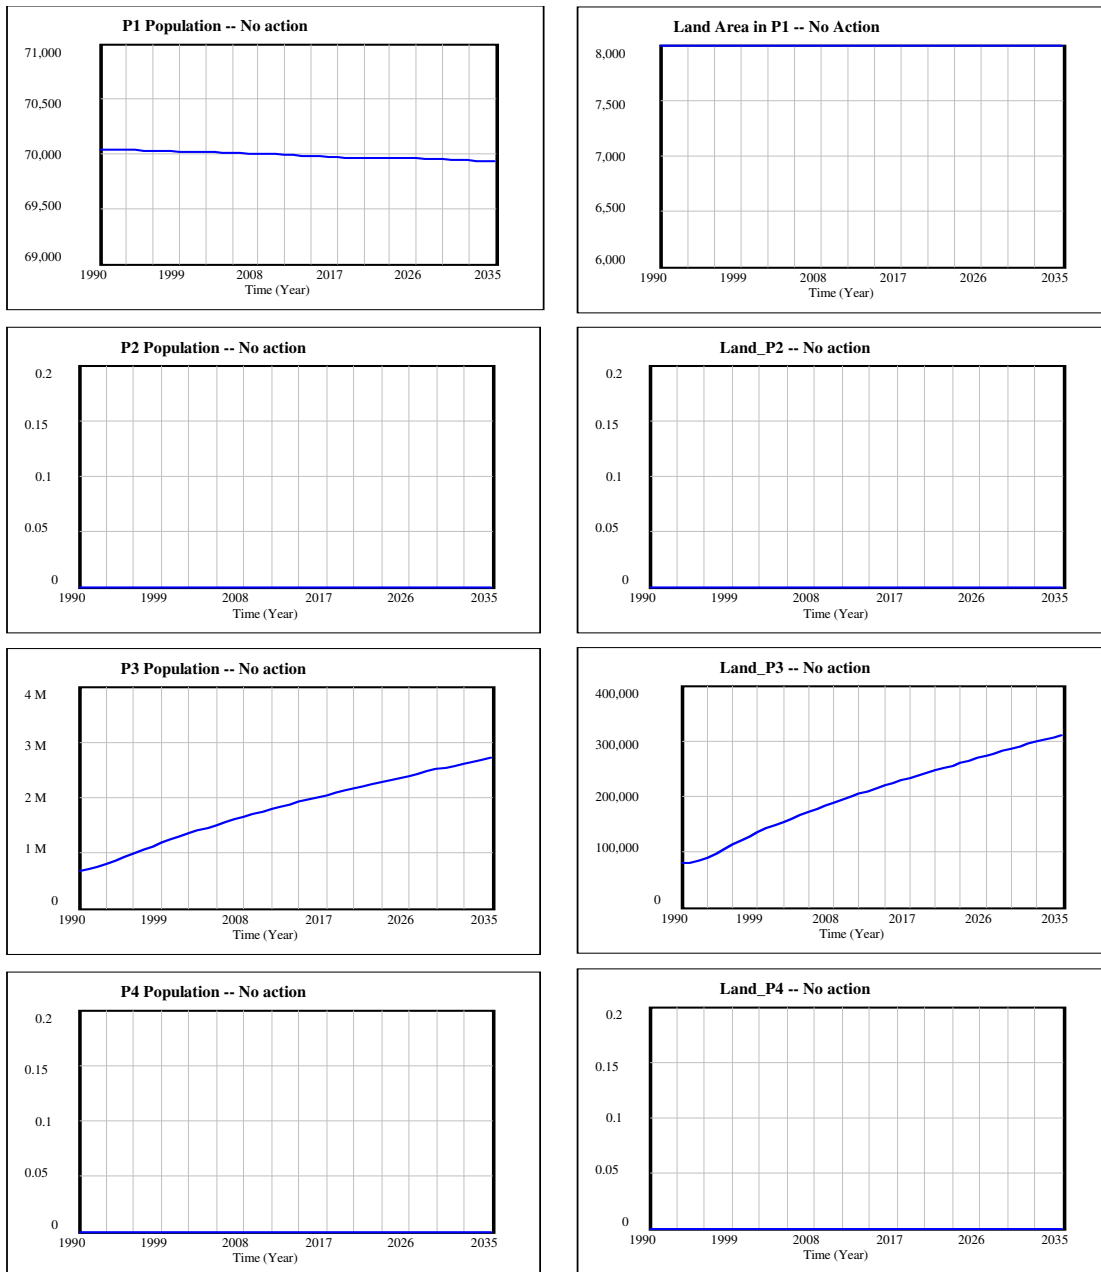 P1 Population -- No action
71,000
70,500
70,000
69,500
69,000
1990 1999 2008 2017 2026 2035
Time (Year)
Land Area in P1 -- No Action
8,000
7,500
7,000
6,500
6,000
1990 1999 2008 2017 2026 2035
Time (Year)
P2 Population -- No action
0.2
0.15
0.1
0.05
0
1990 1999 2008 2017 2026 2035
Time (Year)
Land_P2 -- No action
0.2
0.15
0.1
0.05
0
1990 1999 2008 2017 2026 2035
Time (Year)
P3 Population -- No action
4 M
3 M
2 M
1 M
0
1990 1999 2008 2017 2026 2035
Time (Year)
Land_P3 -- No action
400,000
300,000
200,000
100,000
0
1990 1999 2008 2017 2026 2035
Time (Year)
P4 Population -- No action
0.2
0.15
0.1
0.05
0
1990 1999 2008 2017 2026 2035
Time (Year)
Land_P4 -- No action
0.2
0.15
0.1
0.05
0
1990 1999 2008 2017 2026 2035
Time (Year)